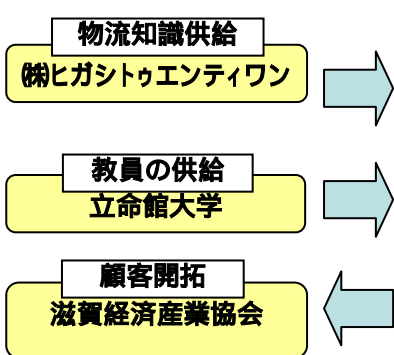 物流知識供給
㈱ヒガシトゥエンティワン
教員の供給
立命館大学
顧客開拓
滋賀経済産業協会